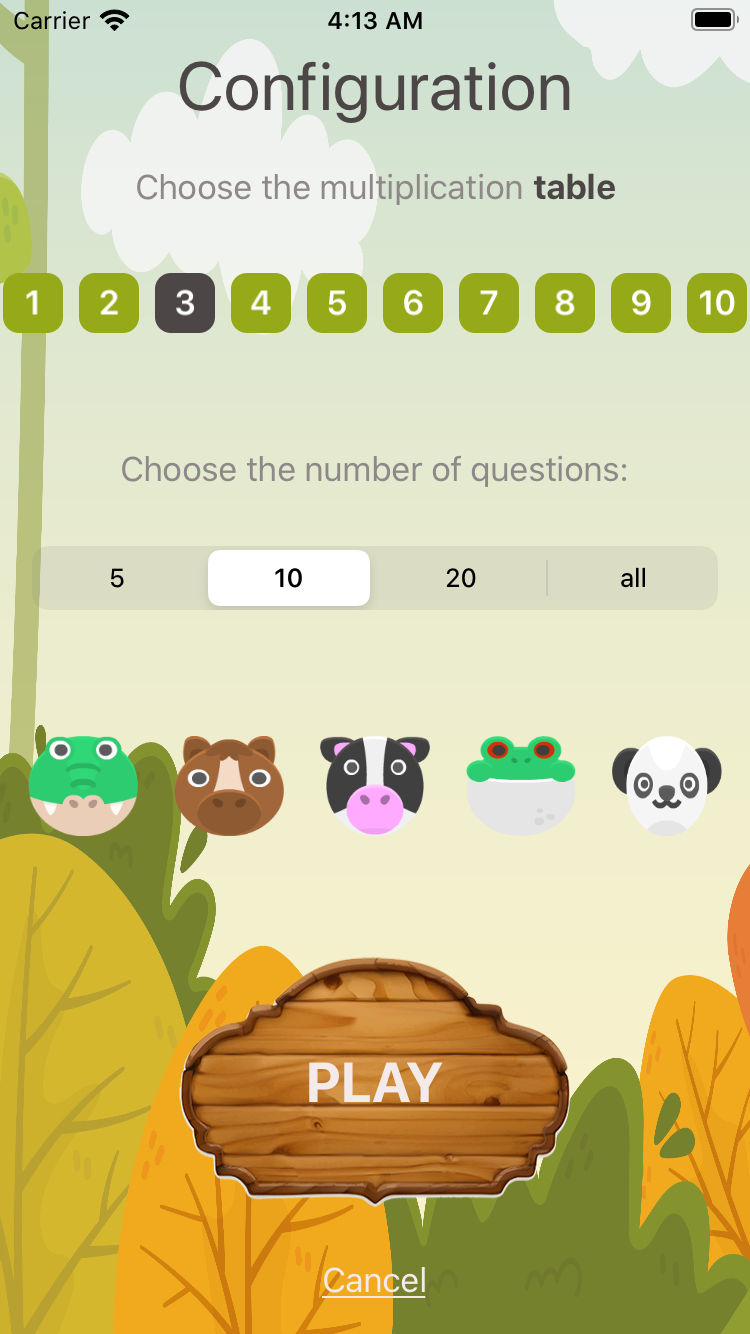 Carrier 4:13 AM
Configuration
Choose the multiplication table
1 2 3 4 5 6 7 8 9 10
Choose the number of questions:
5 10 20 all
PLAY
Cancel